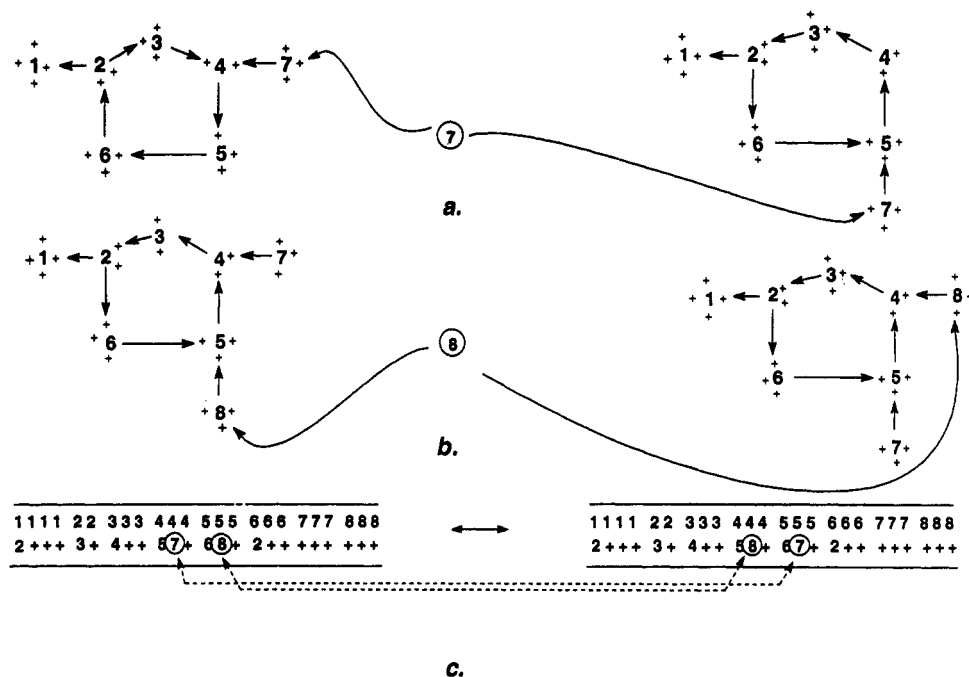 + + + +
+1+ 2+ +3 +4+ 7+
+ + + +
+6+ 5+
+ + +
7
+ + +
+1+ 2+ 3+ 4+
+ +
+6 +5+
+ +
+7+
+
a.
+ + +
+1+ 2+ 3 4+ 7+
+ + + +
+6 +5+
+ +
+8+
+
8
+ +
+1+ 2+ 3+ 4+ 8+
+ + +
+6 +5+
+ +
+7+
+
b.
1111 22 333 444 555 666 777 888
2+++ 3+ 4++ 57+ 68+ 2++ +++ +++
1111 22 333 444 555 666 777 888
2+++ 3+ 4++ 58+ 67+ 2++ +++ +++
c.